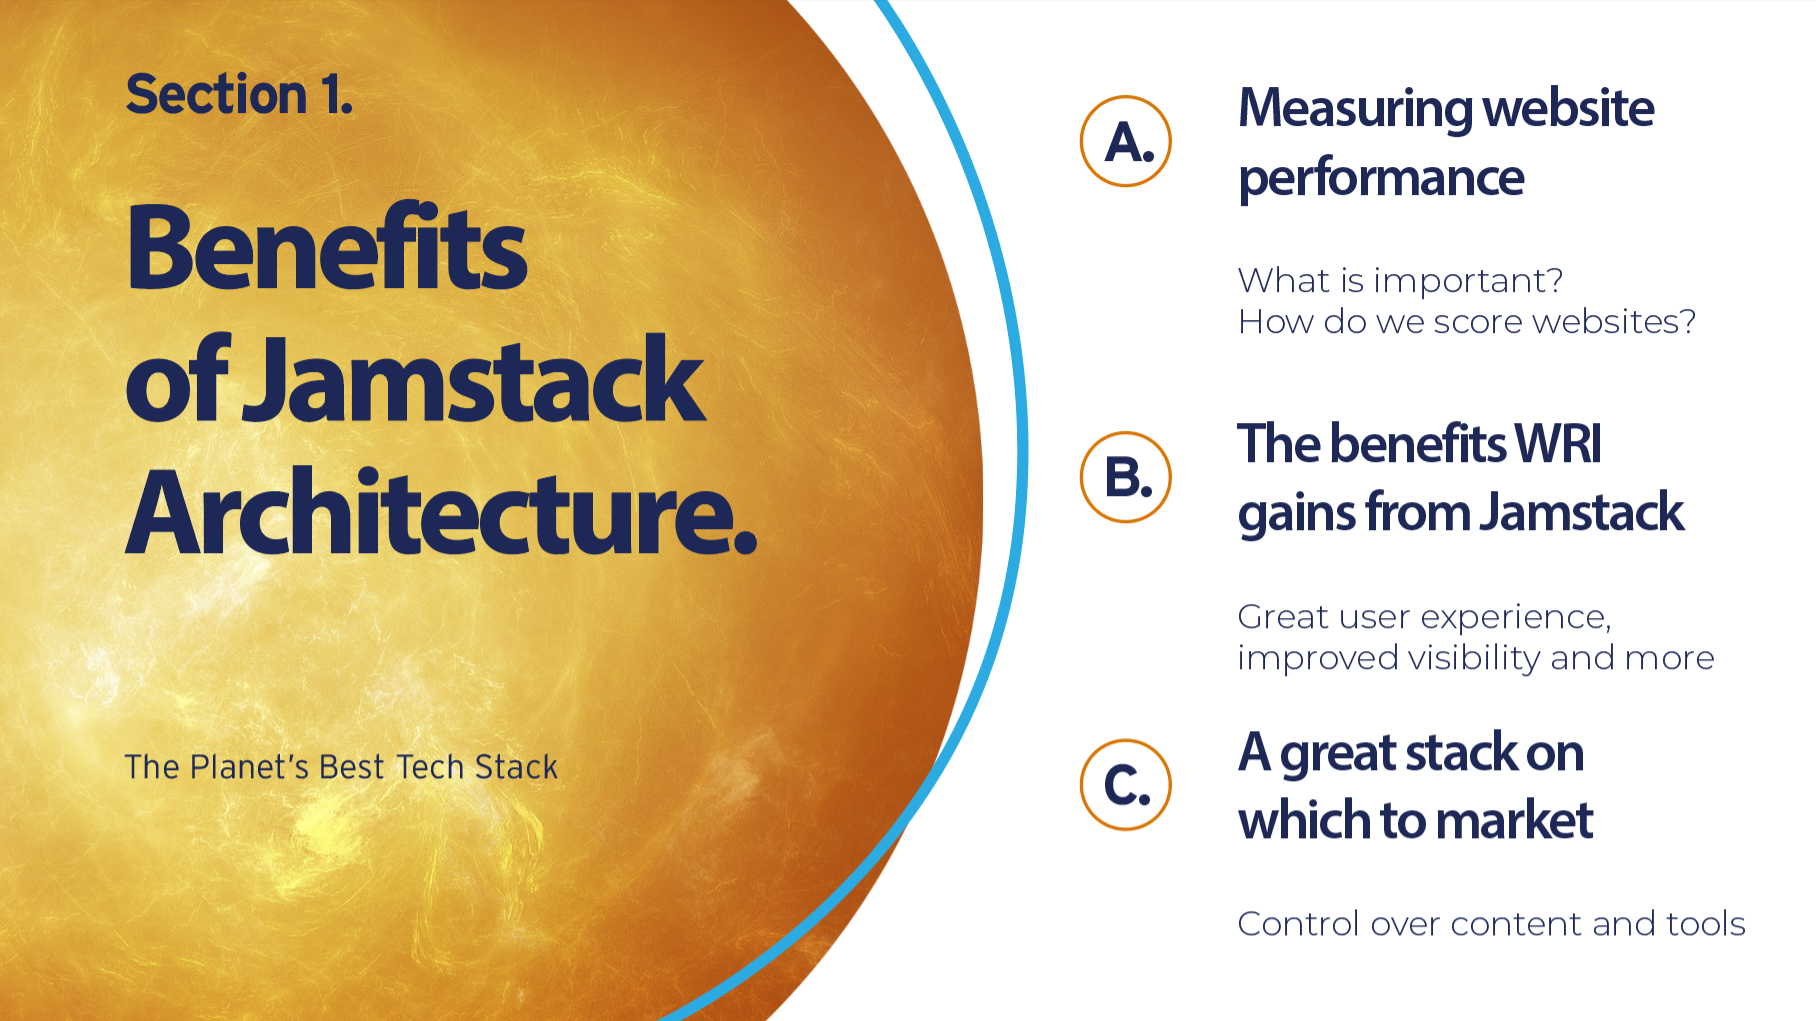 Section 1.
Benefits
of Jamstack
Architecture.
The Planet's Best Tech Stack
A.
Measuring website
performance
What is important?
How do we score websites?
B.
The benefits WRI
gains from Jamstack
Great user experience,
improved visibility and more
C.
A great stack on
which to market
Control over content and tools